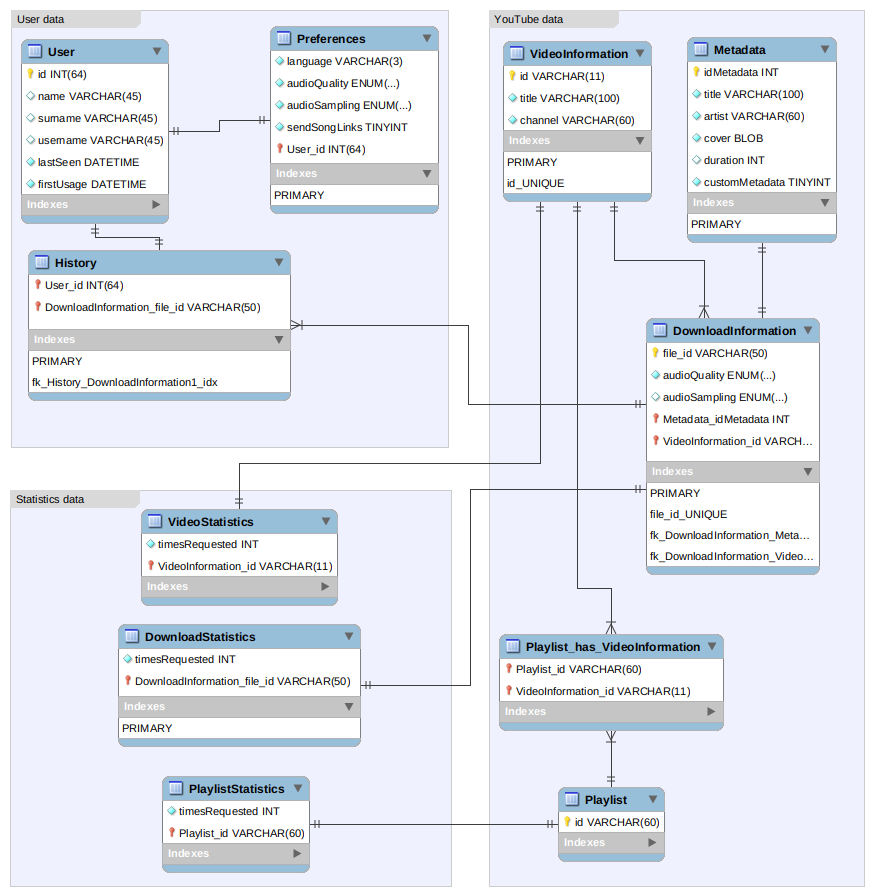 User data
User
id INT(64)
name VARCHAR(45)
surname VARCHAR(45)
username VARCHAR(45)
lastSeen DATETIME
firstUsage DATETIME
Indexes
Preferences
language VARCHAR(3)
audioQuality ENUM(...)
audioSampling ENUM(...)
sendSongLinks TINYINT
User_id INT(64)
Indexes
PRIMARY
History
User_id INT(64)
DownloadInformation_file_id VARCHAR(50)
Indexes
PRIMARY
fk_History_DownloadInformation1_idx
YouTube data
VideoInformation
id VARCHAR(11)
title VARCHAR(100)
channel VARCHAR(60)
Indexes
PRIMARY
id_UNIQUE
Metadata
idMetadata INT
title VARCHAR(100)
artist VARCHAR(60)
cover BLOB
duration INT
customMetadata TINYINT
Indexes
PRIMARY
DownloadInformation
file_id VARCHAR(50)
audioQuality ENUM(...)
audioSampling ENUM(...)
Metadata_idMetadata INT
VideoInformation_id VARCH...
Indexes
PRIMARY
file_id_UNIQUE
fk_DownloadInformation_Meta...
fk_DownloadInformation_Video...
Playlist_has_VideoInformation
Playlist_id VARCHAR(60)
VideoInformation_id VARCHAR(11)
Indexes
Playlist
id VARCHAR(60)
Indexes
Statistics data
VideoStatistics
timesRequested INT
VideoInformation_id VARCHAR(11)
Indexes
DownloadStatistics
timesRequested INT
DownloadInformation_file_id VARCHAR(50)
Indexes
PRIMARY
PlaylistStatistics
timesRequested INT
Playlist_id VARCHAR(60)
Indexes